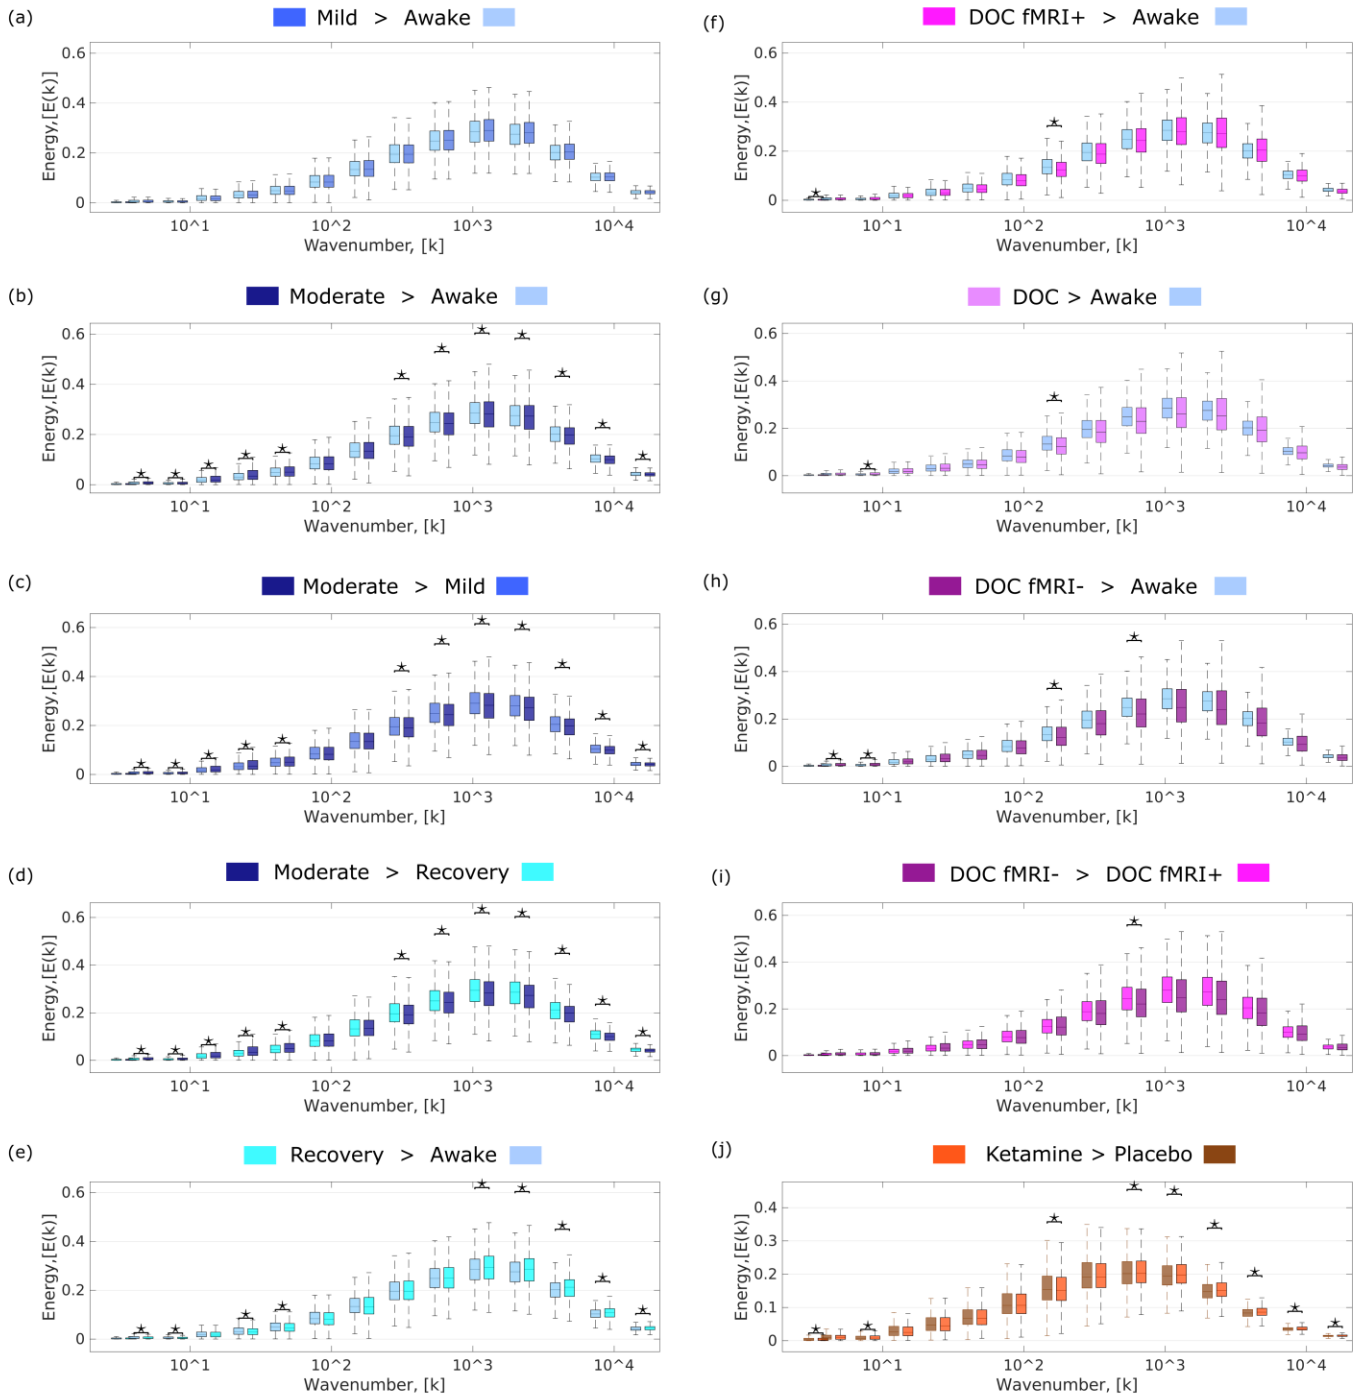 (a) Mild > Awake
0.6
0.4
0.2
0
Energy,[E(k)]
10^1 10^2 10^3 10^4
Wavenumber, [k]
(b) Moderate > Awake
0.6
0.4
0.2
0
Energy,[E(k)]
10^1 10^2 10^3 10^4
Wavenumber, [k]
(c) Moderate > Mild
0.6
0.4
0.2
0
Energy,[E(k)]
10^1 10^2 10^3 10^4
Wavenumber, [k]
(d) Moderate > Recovery
0.6
0.4
0.2
0
Energy,[E(k)]
10^1 10^2 10^3 10^4
Wavenumber, [k]
(e) Recovery > Awake
0.6
0.4
0.2
0
Energy,[E(k)]
10^1 10^2 10^3 10^4
Wavenumber, [k]
(f) DOC fMRI+ > Awake
0.6
0.4
0.2
0
Energy,[E(k)]
10^1 10^2 10^3 10^4
Wavenumber, [k]
(g) DOC > Awake
0.6
0.4
0.2
0
Energy,[E(k)]
10^1 10^2 10^3 10^4
Wavenumber, [k]
(h) DOC fMRI- > Awake
0.6
0.4
0.2
0
Energy,[E(k)]
10^1 10^2 10^3 10^4
Wavenumber, [k]
(i) DOC fMRI- > DOC fMRI+
0.6
0.4
0.2
0
Energy,[E(k)]
10^1 10^2 10^3 10^4
Wavenumber, [k]
(j) Ketamine > Placebo
0.4
0.3
0.2
0.1
0
Energy,[E(k)]
10^1 10^2 10^3 10^4
Wavenumber, [k]